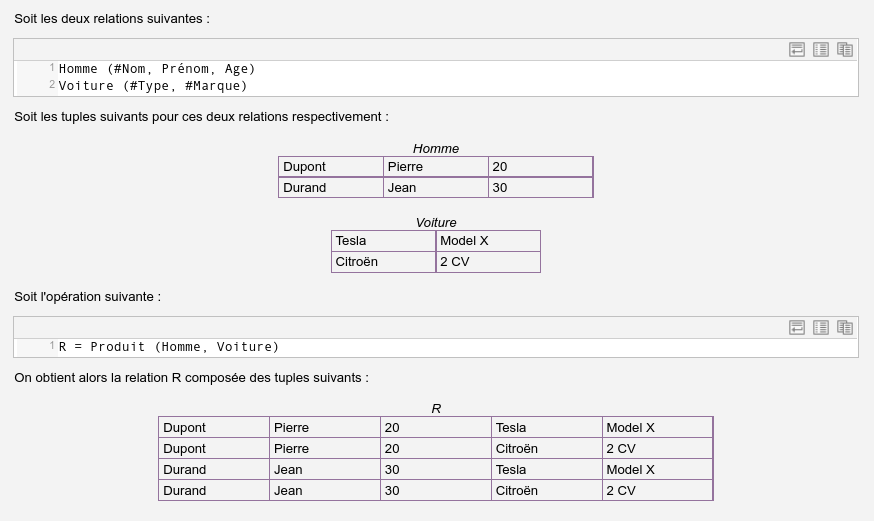 Soit les deux relations suivantes :
1 Homme (#Nom, Prénom, Age)
2 Voiture (#Type, #Marque)
Soit les tuples suivants pour ces deux relations respectivement :
Homme
Dupont Pierre 20
Durand Jean 30
Voiture
Tesla Model X
Citroën 2 CV
Soit l'opération suivante :
1 R = Produit (Homme, Voiture)
On obtient alors la relation R composée des tuples suivants :
R
Dupont Pierre 20 Tesla Model X
Dupont Pierre 20 Citroën 2 CV
Durand Jean 30 Tesla Model X
Durand Jean 30 Citroën 2 CV